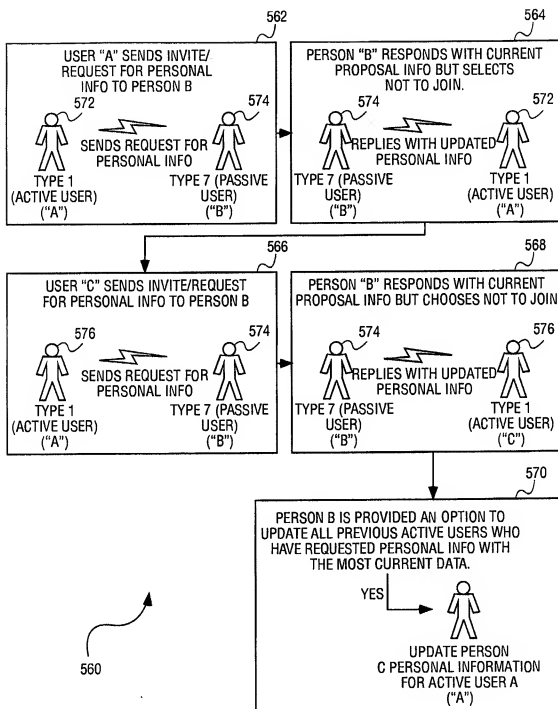 562
USER "A" SENDS INVITE/
REQUEST FOR PERSONAL
INFO TO PERSON B
572
574
SENDS REQUEST FOR
PERSONAL INFO
TYPE 1
(ACTIVE USER)
("A")
TYPE 7 (PASSIVE
USER)
("B")
564
PERSON "B" RESPONDS WITH CURRENT
PROPOSAL INFO BUT SELECTS
NOT TO JOIN.
574
572
REPLIES WITH UPDATED
PERSONAL INFO
TYPE 7 (PASSIVE
USER)
("B")
TYPE 1
(ACTIVE USER)
("A")
566
USER "C" SENDS INVITE/REQUEST
FOR PERSONAL INFO TO PERSON B
576
574
SENDS REQUEST FOR
PERSONAL INFO
TYPE 1
(ACTIVE USER)
("A")
TYPE 7 (PASSIVE
USER)
("B")
568
PERSON "B" RESPONDS WITH CURRENT
PROPOSAL INFO BUT CHOOSES NOT TO JOIN
574
576
REPLIES WITH UPDATED
PERSONAL INFO
TYPE 7 (PASSIVE
USER)
("B")
TYPE 1
(ACTIVE USER)
("C")
570
PERSON B IS PROVIDED AN OPTION TO
UPDATE ALL PREVIOUS ACTIVE USERS WHO
HAVE REQUESTED PERSONAL INFO WITH
THE MOST CURRENT DATA.
YES
UPDATE PERSON
C PERSONAL INFORMATION
FOR ACTIVE USER A
("A")
560